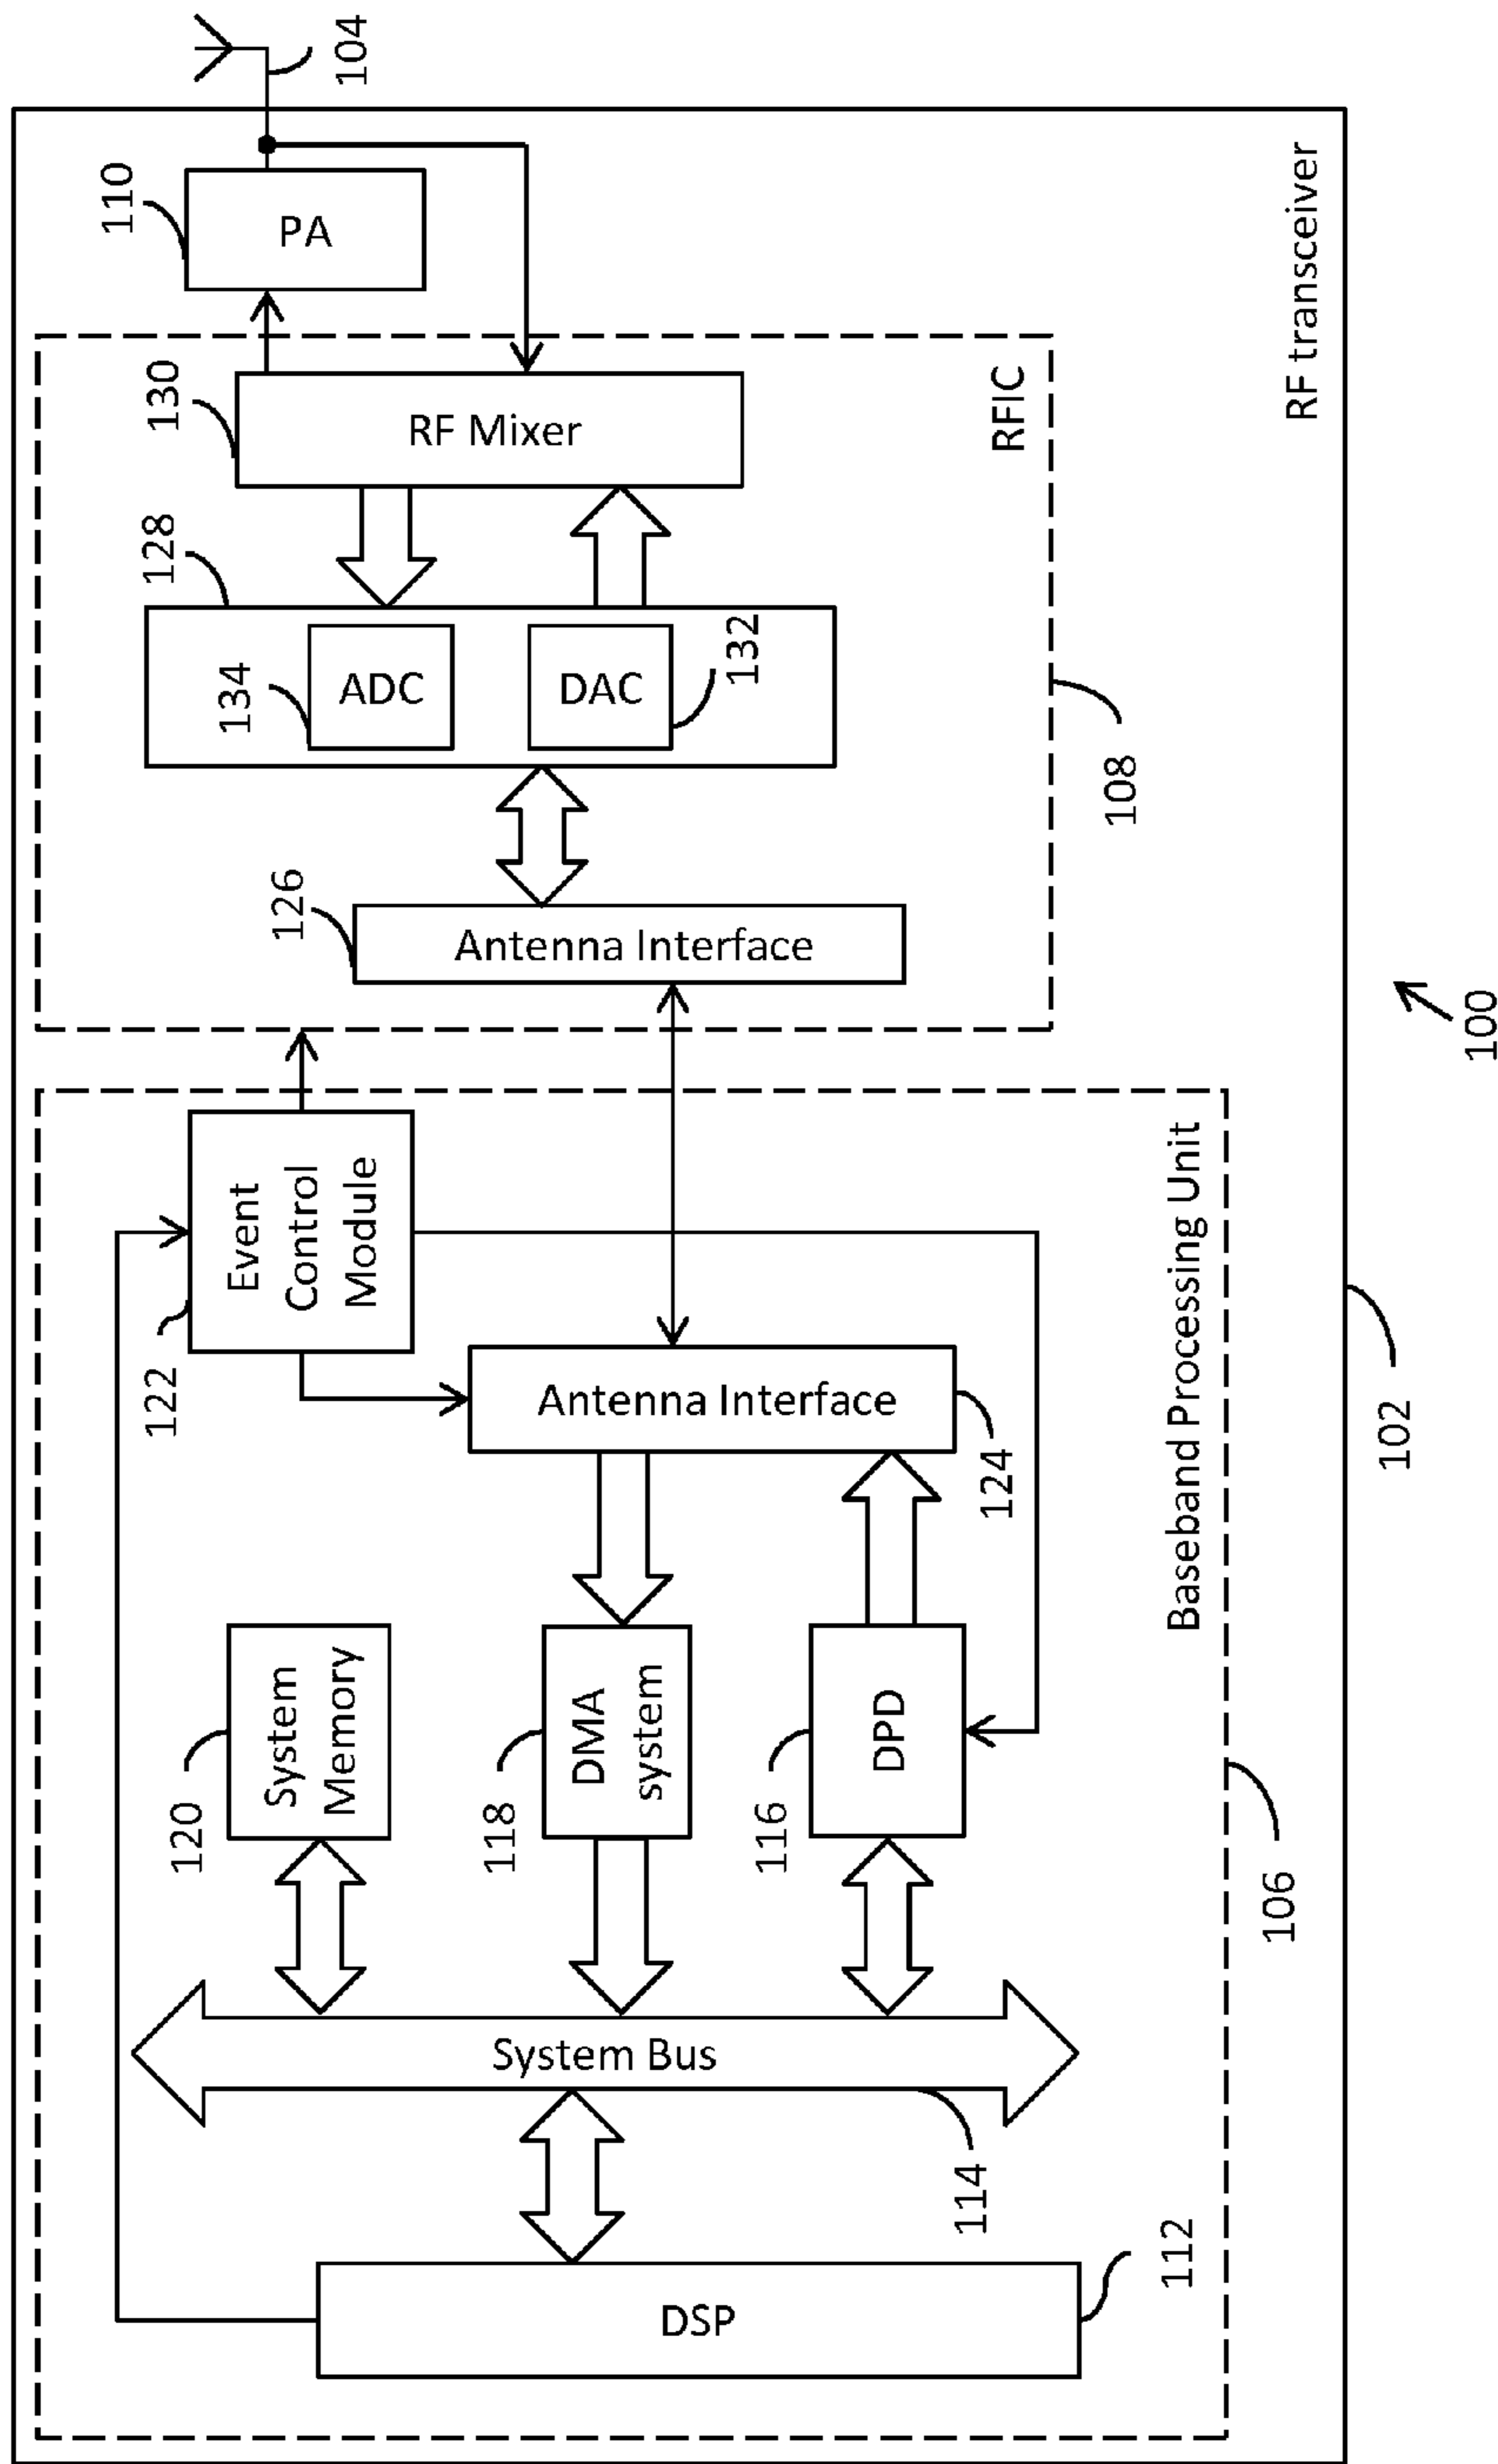 104
110
PA
130
RF Mixer
128
134
ADC
DAC
132
126
Antenna Interface
RFIC
108
RF transceiver
122
Event
Control
Module
Antenna Interface
124
120
System
Memory
118
DMA
system
116
DPD
System Bus
114
DSP
112
Baseband Processing Unit
106
102
100